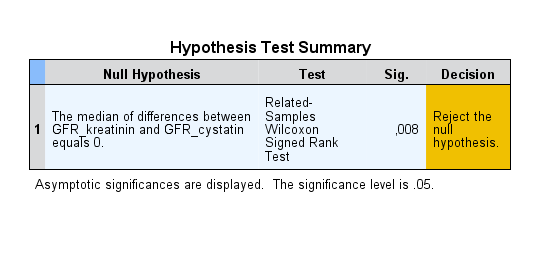 Hypothesis Test Summary
Null Hypothesis Test Sig. Decision
1
The median of differences between
GFR_kreatinin and GFR_cystatin
equals 0.
Related-
Samples
Wilcoxon
Signed Rank
Test
,008
Reject the
null
hypothesis.
Asymptotic significances are displayed. The significance level is .05.